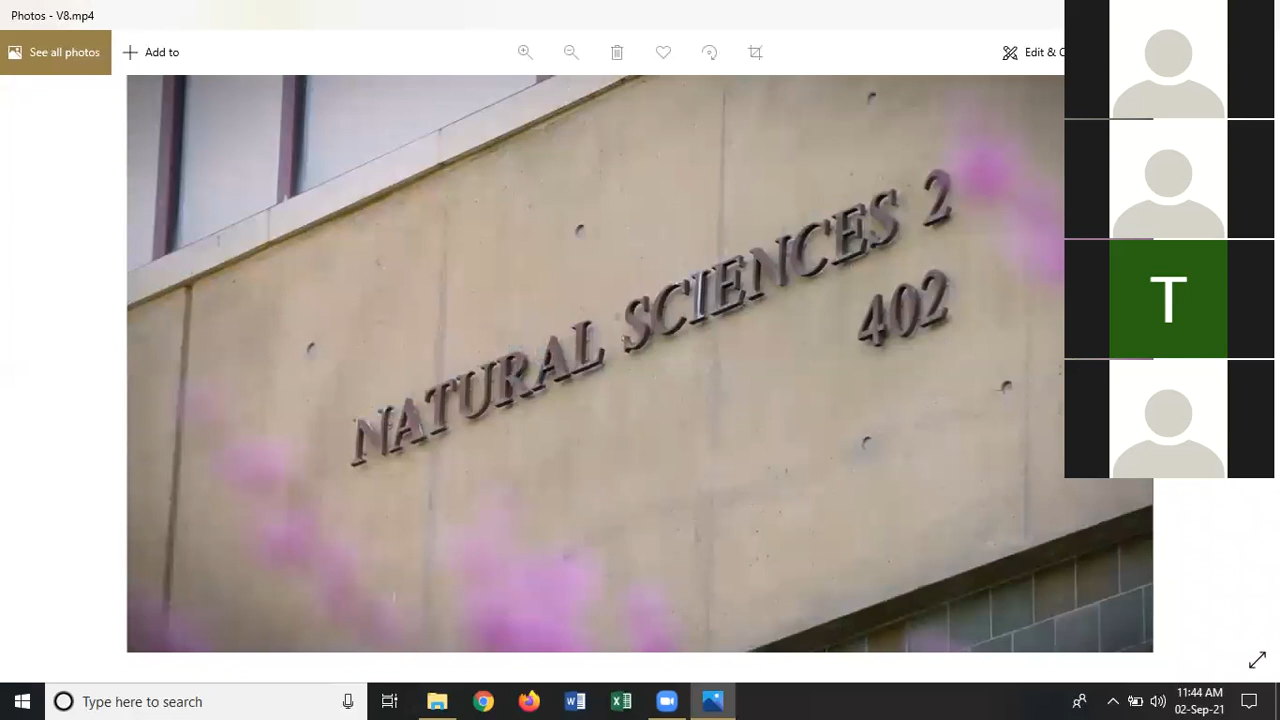 Photos - V8.mp4
See all photos
Add to
Edit & C
NATURAL SCIENCES 2
402
T
Type here to search
11:44 AM
02-Sep-21